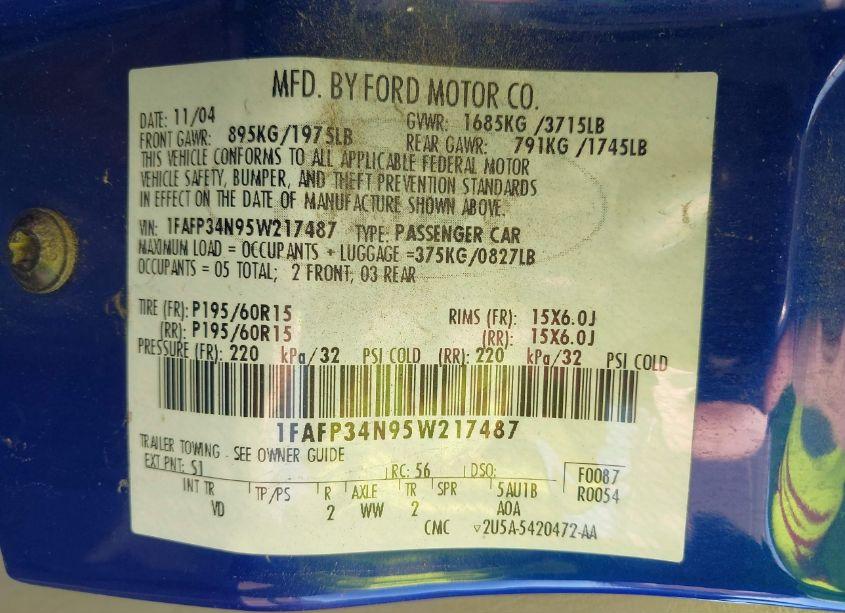 MFD. BY FORD MOTOR CO.
DATE: 11/04 GVWR: 1685KG /3715LB
FRONT GAWR: 895KG/1975LB REAR GAWR: 791KG /1745LB
THIS VEHICLE CONFORMS TO ALL APPLICABLE FEDERAL MOTOR
VEHICLE SAFETY, BUMPER, AND THEFT PREVENTION STANDARDS
IN EFFECT ON THE DATE OF MANUFACTURE SHOWN ABOVE.
VIN: 1FAFP34N95W217487 TYPE: PASSENGER CAR
MAXIMUM LOAD = OCCUPANTS + LUGGAGE =375KG/0827LB
OCCUPANTS = 05 TOTAL; 2 FRONT; 03 REAR
TIRE (FR): P195/60R15 RIMS (FR): 15X6.0J
(RR): P195/60R15 (RR): 15X6.0J
PRESSURE (FR): 220 kPa/32 PSI COLD (RR): 220 kPa/32 PSI COLD
1FAFP34N95W217487
TRAILER TOWING - SEE OWNER GUIDE
EXT PNT: S1 RC: 56 DSO: F0087
INT TR TP/PS R AXLE TR SPR 5AU1B R0054
VD 2 WW 2 A0A
CMC ▽2U5A-5420472-AA